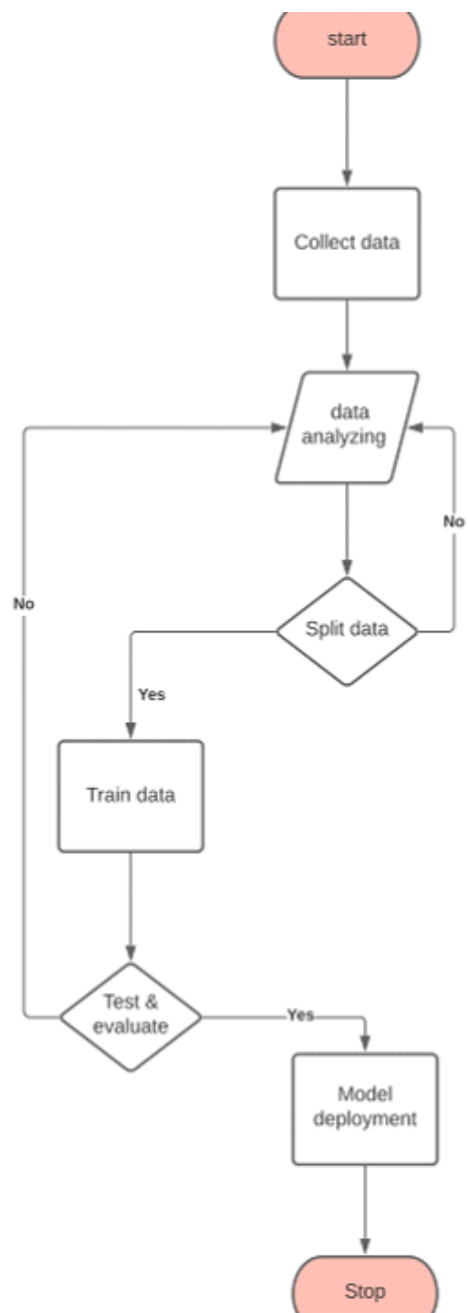 start
Collect data
data
analyzing
No
No
Split data
Yes
Train data
Test &
evaluate
Yes
Model
deployment
Stop